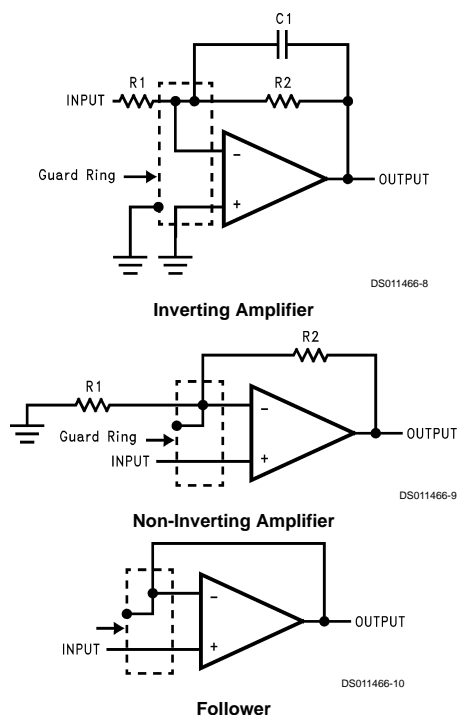 C1
R1
R2
INPUT
−
Guard Ring
OUTPUT
+
DS011466-8
Inverting Amplifier
R2
R1
−
Guard Ring
OUTPUT
INPUT
+
DS011466-9
Non-Inverting Amplifier
−
OUTPUT
INPUT
+
DS011466-10
Follower